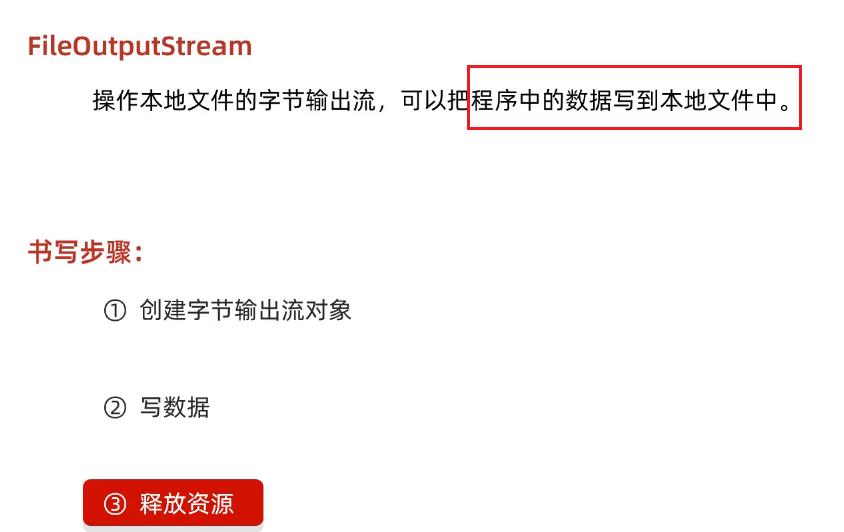 FileOutputStream
操作本地文件的字节输出流，可以把程序中的数据写到本地文件中。
书写步骤：
① 创建字节输出流对象
② 写数据
③ 释放资源